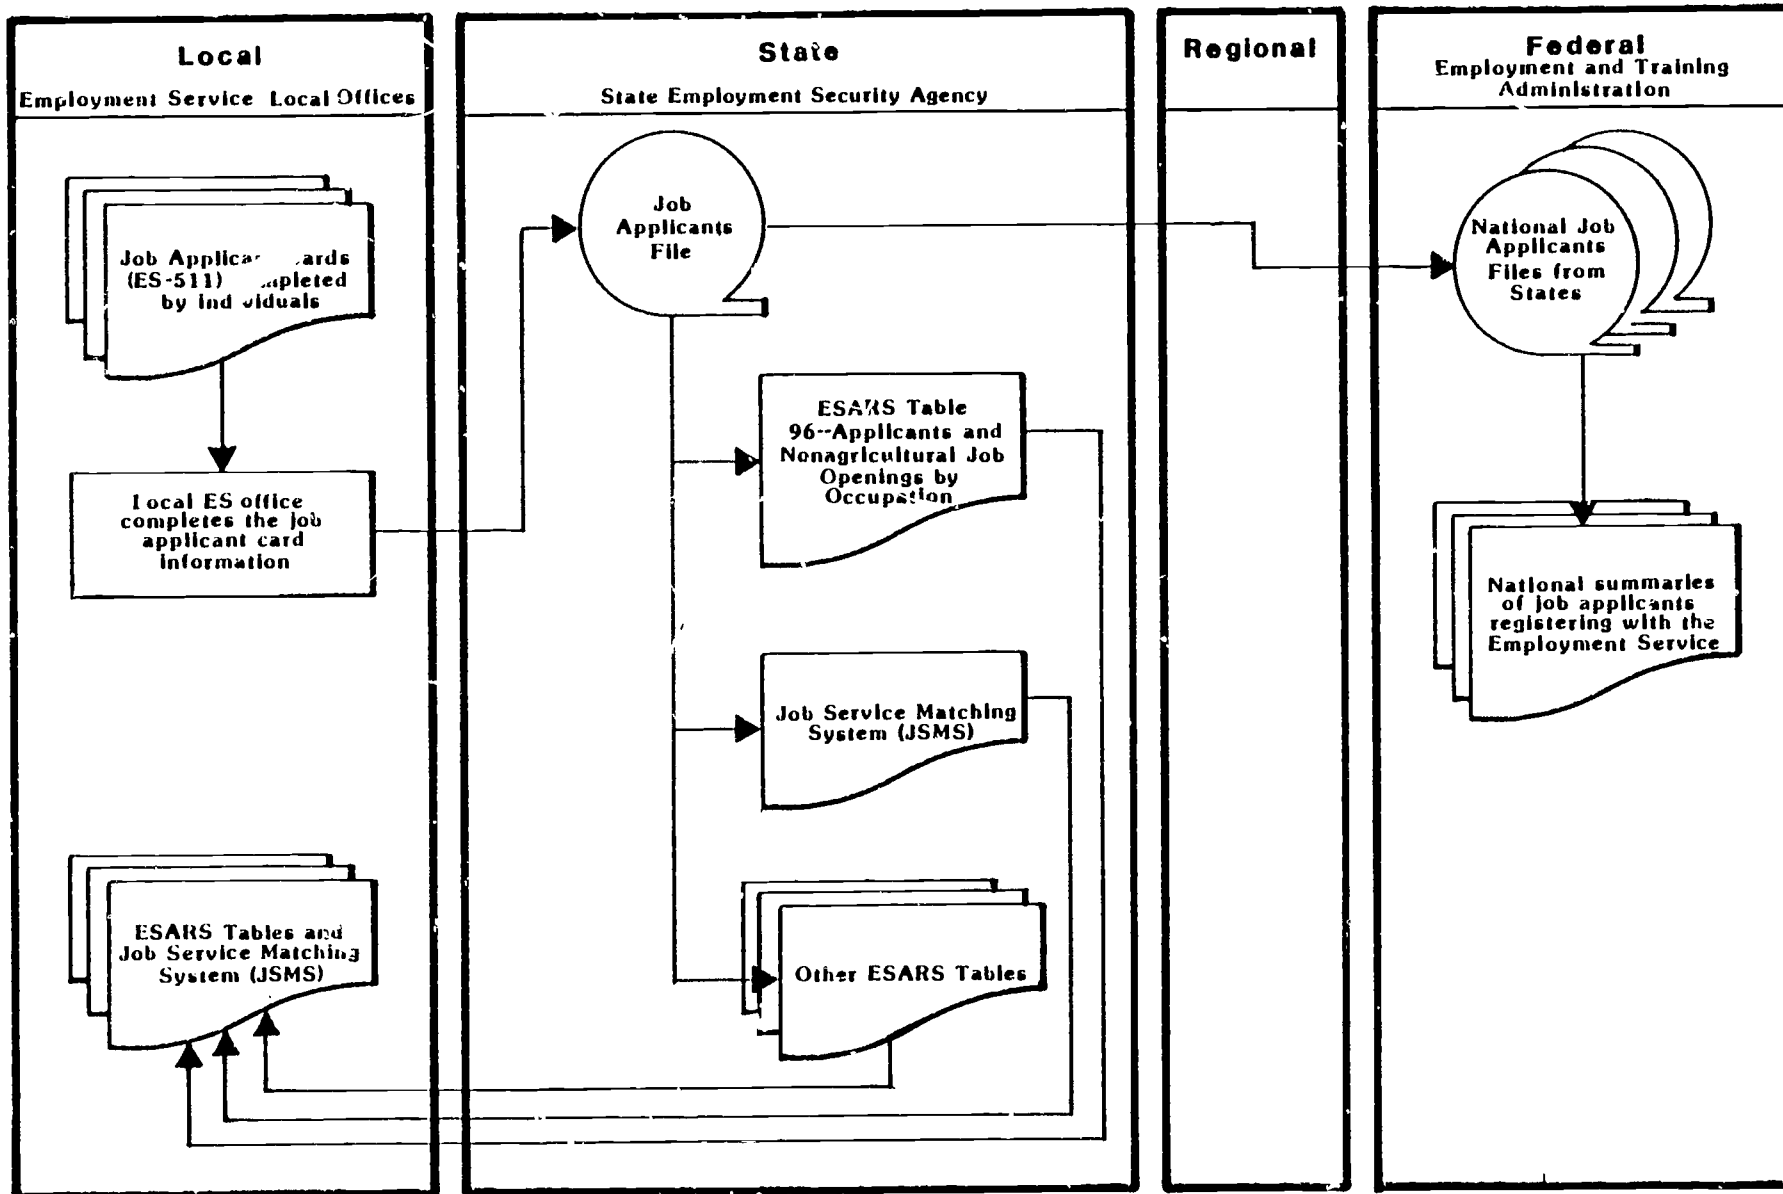 Local
Employment Service Local Offices
State
State Employment Security Agency
Regional
Federal
Employment and Training
Administration
Job
(ES-511)
by
Local ES office
completes the job
applicant card
information
ESARS Tables and
Job Service Matching
System (JSMS)
Job
Applicants
File
ESARS Table
96--Applicants and
Nonagricultural Job
Openings by
Occupation
Job Service Matching
System (JSMS)
Other ESARS Tables
National Job
Applicants
Files from
States
National summaries
of job applicants
registering with the
Employment Service